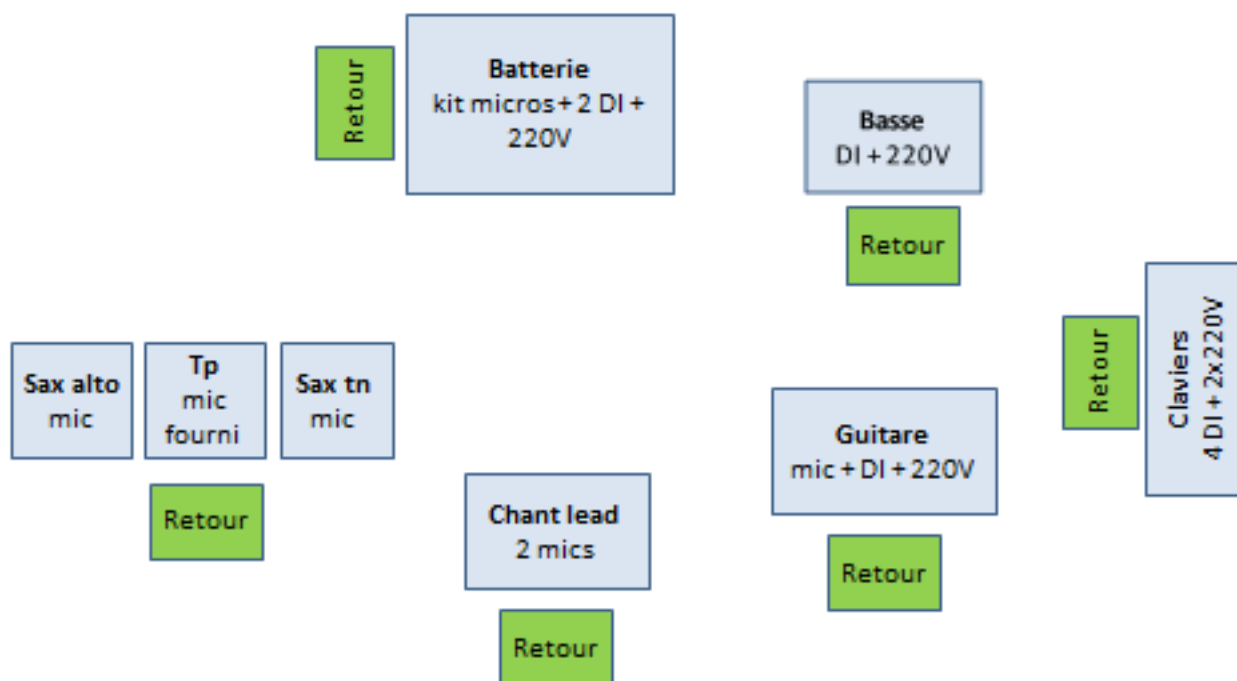 Retour
Batterie
kit micros + 2 DI +
220V
Basse
DI + 220V
Retour
Retour
Claviers
4 DI + 2x220V
Sax alto
mic
Tp
mic
fourni
Sax tn
mic
Retour
Guitare
mic + DI + 220V
Retour
Chant lead
2 mics
Retour